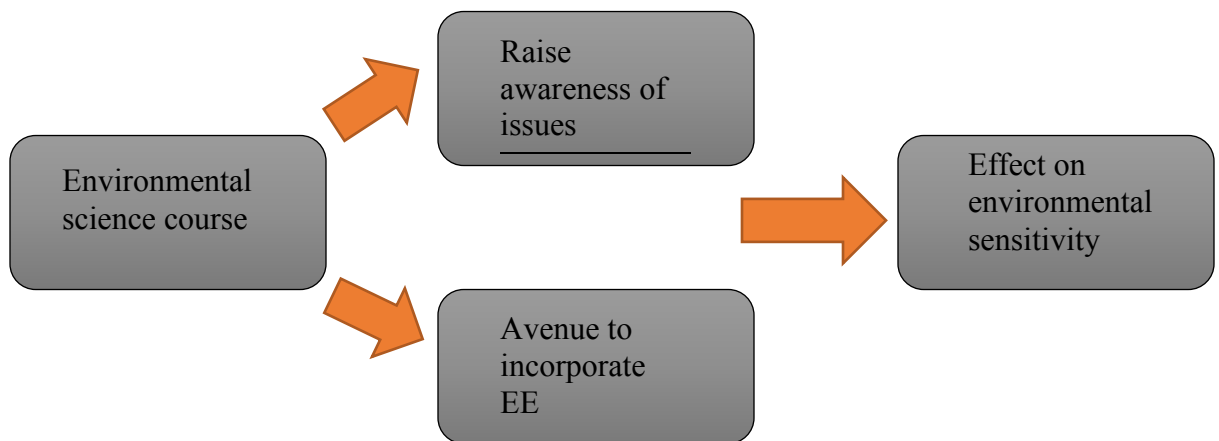 Environmental
science course
Raise
awareness of
issues
Avenue to
incorporate
EE
Effect on
environmental
sensitivity